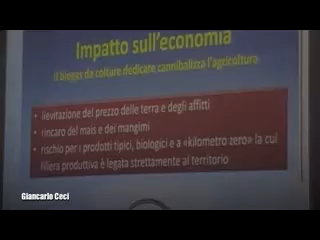 Impatto sull'economia
il biogas da colture dedicate cannibalizza l'agricoltura
• lievitazione del prezzo della terra e degli affitti
• rincaro del mais e dei mangimi
• rischio per i prodotti tipici, biologici e a «kilometro zero» la cui
filiera produttiva è legata strettamente al territorio
Giancarlo Ceci